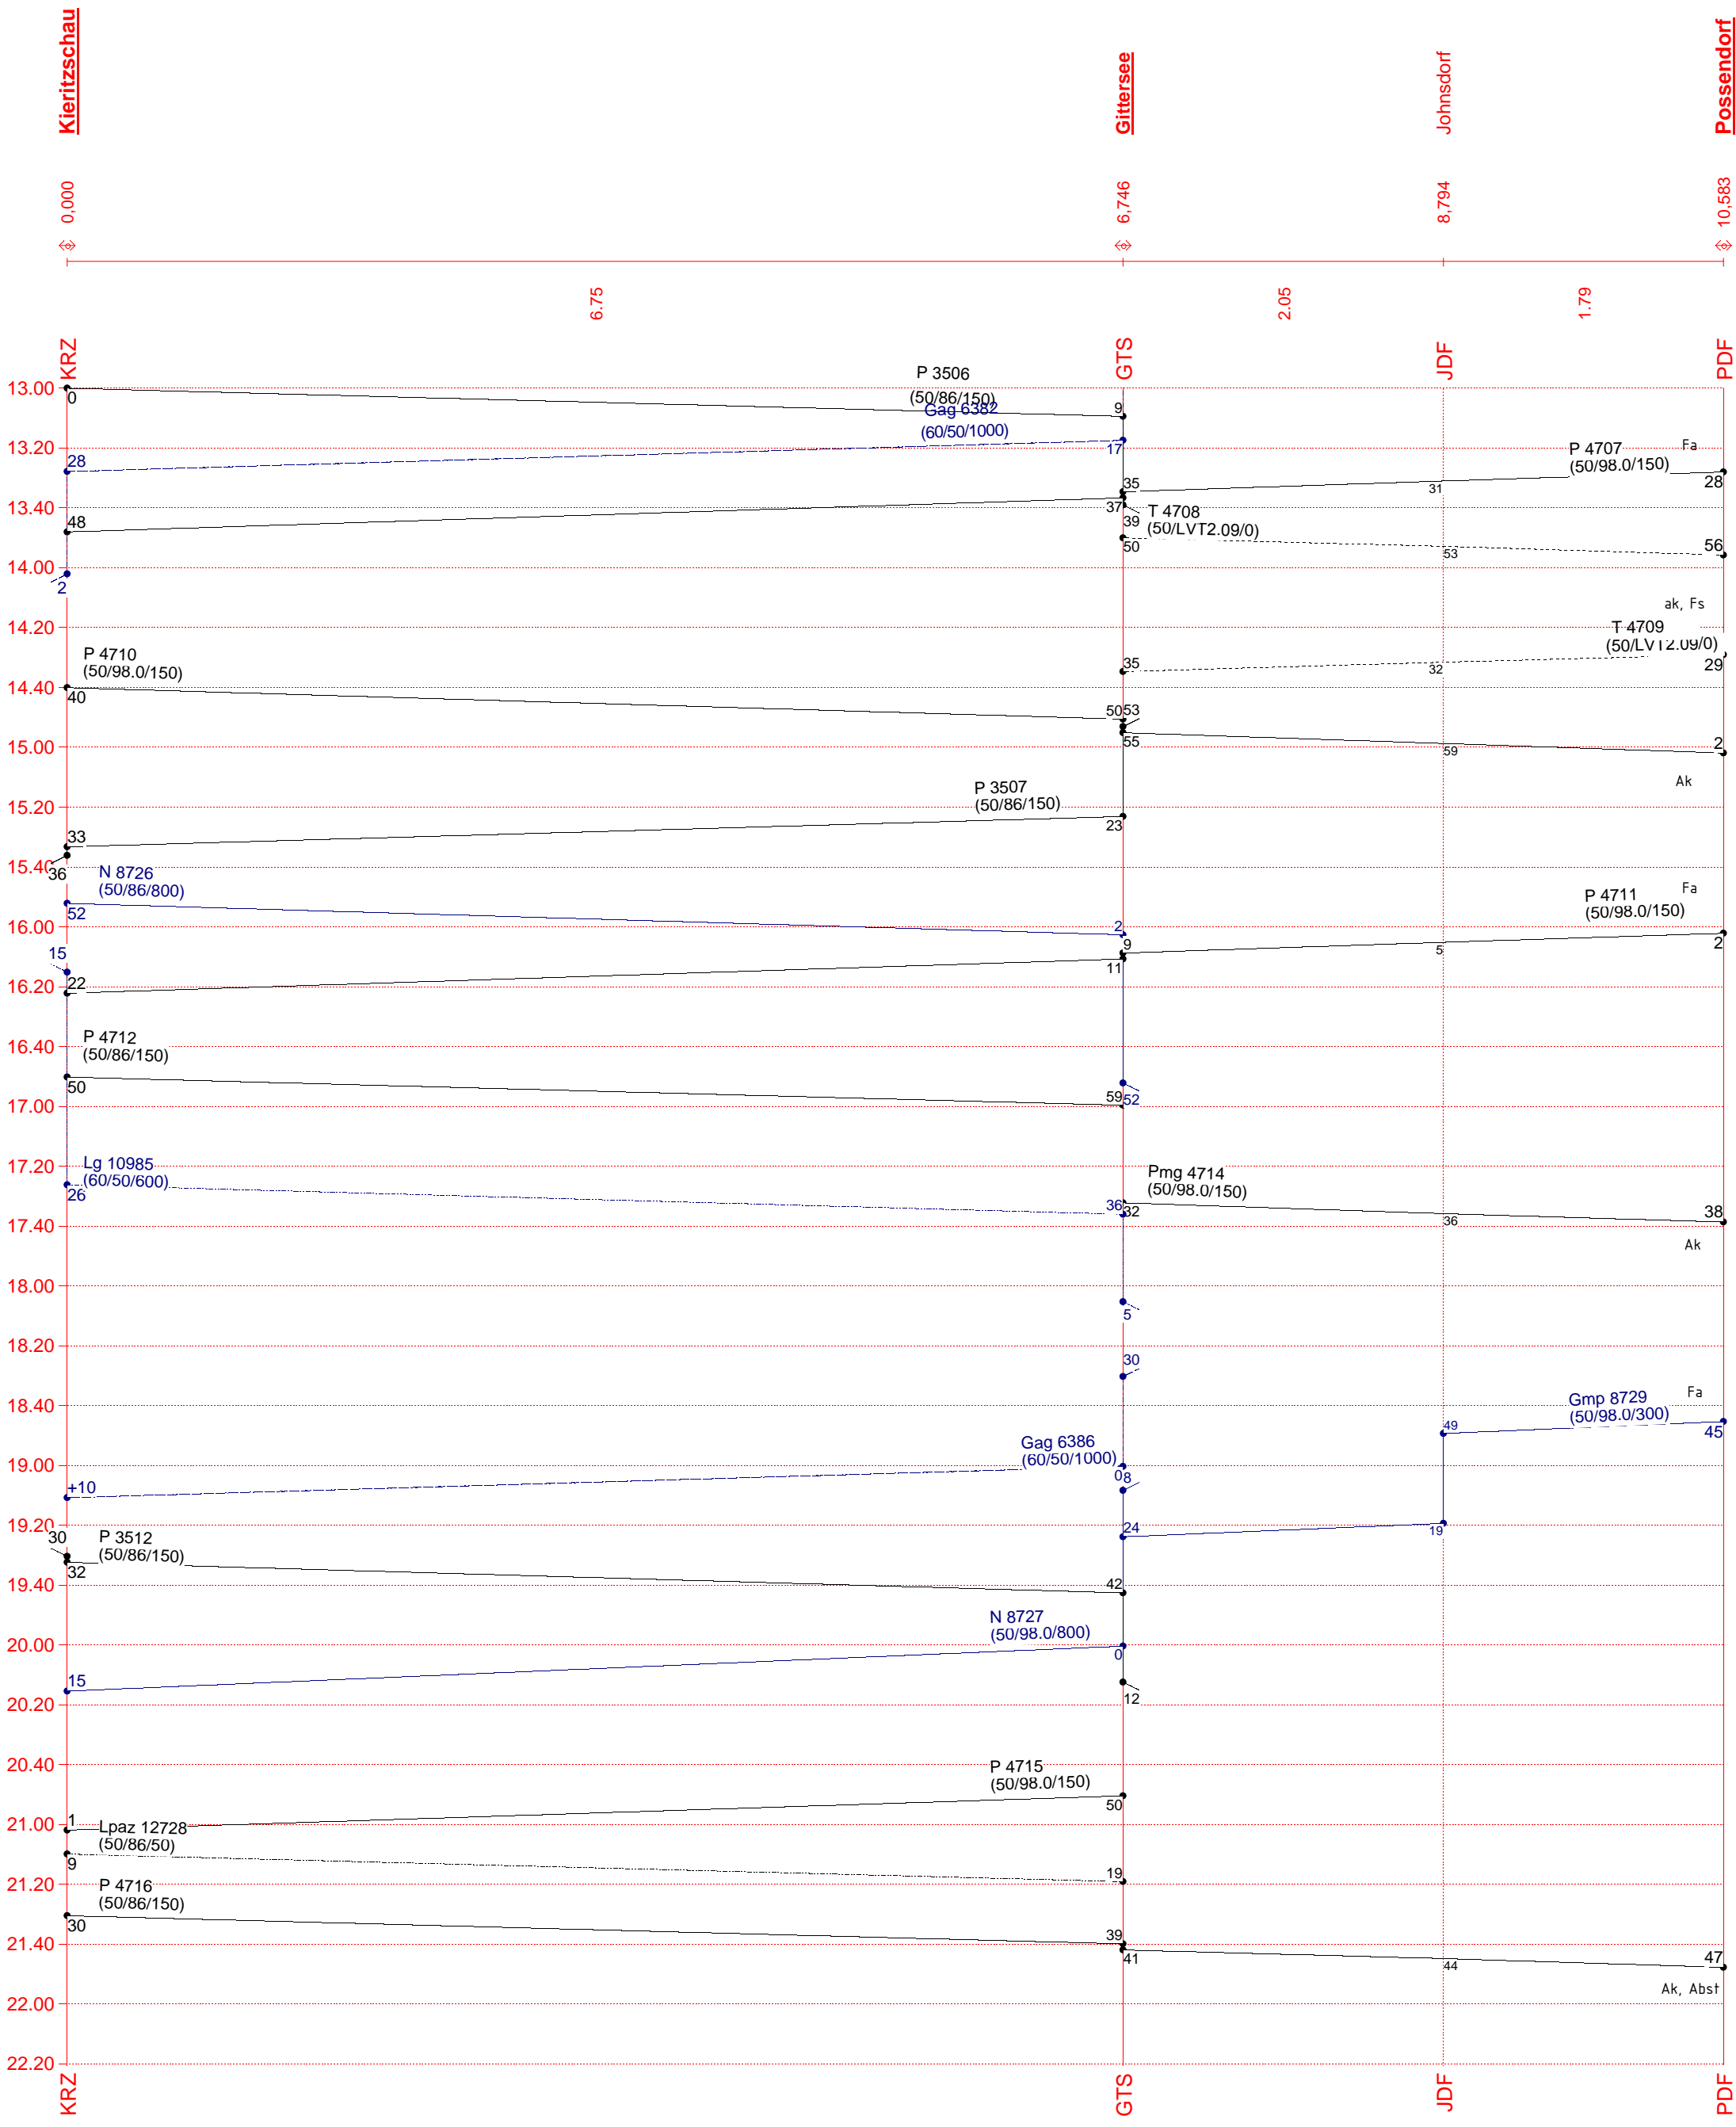 Kieritzschau
Gittersee
Johnsdorf
Possendorf
0,000
6,746
8,794
10,583
6.75
2.05
1.79
KRZ
GTS
JDF
PDF
13.00
0
P 3506
(50/86/150)
9
Gag 6382
(60/50/1000)
17
13.20
28
P 4707
(50/98.0/150)
Fa
28
31
35
13.40
37
48
39
T 4708
(50/LVT2.09/0)
50
53
56
14.00
2
ak, Fs
14.20
T 4709
(50/LVT2.09/0)
29
32
35
P 4710
(50/98.0/150)
14.40
40
50
53
55
59
2
15.00
Ak
15.20
P 3507
(50/86/150)
23
33
36
15.40
N 8726
(50/86/800)
52
2
P 4711
(50/98.0/150)
Fa
16.00
2
5
9
11
15
22
16.20
P 4712
(50/86/150)
16.40
50
59
52
17.00
17.20
Lg 10985
(60/50/600)
26
36
Pmg 4714
(50/98.0/150)
32
36
38
17.40
Ak
18.00
5
18.20
30
18.40
Gmp 8729
(50/98.0/300)
Fa
45
49
Gag 6386
(60/50/1000)
19.00
0
8
+10
19.20
19
24
30
P 3512
(50/86/150)
32
42
19.40
N 8727
(50/98.0/800)
20.00
0
15
12
20.20
20.40
P 4715
(50/98.0/150)
50
21.00
1
Lpaz 12728
(50/86/50)
9
19
21.20
P 4716
(50/86/150)
30
39
21.40
41
44
47
Ak, Abst
22.00
22.20
KRZ
GTS
JDF
PDF